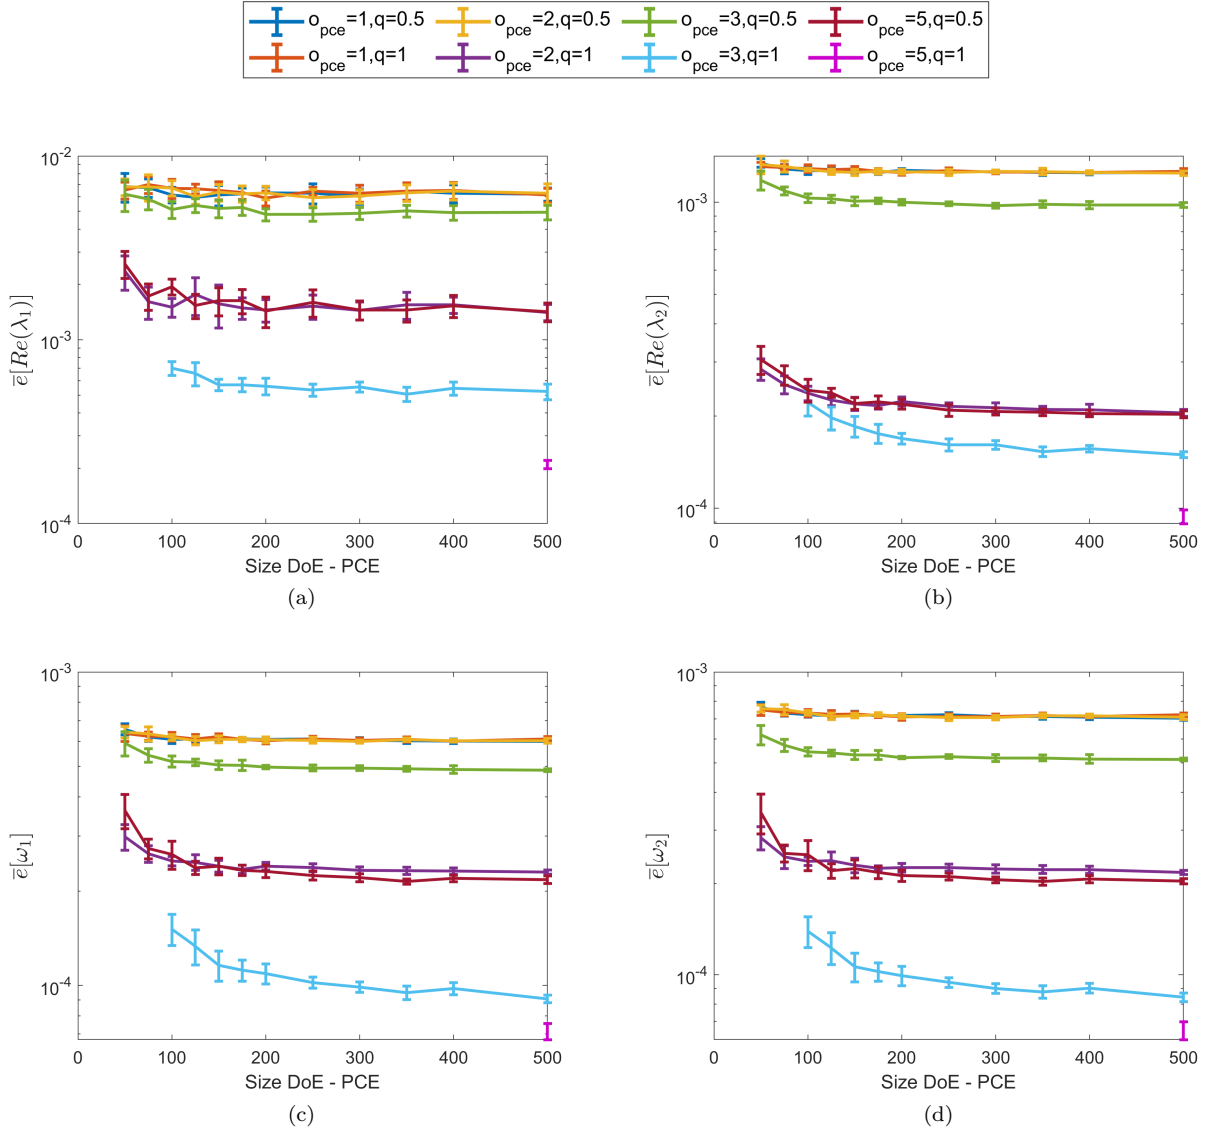 o_pce=1,q=0.5 o_pce=2,q=0.5 o_pce=3,q=0.5 o_pce=5,q=0.5
o_pce=1,q=1 o_pce=2,q=1 o_pce=3,q=1 o_pce=5,q=1
10^-2
10^-3
10^-4
ē[Re(λ_1)]
0 100 200 300 400 500
Size DoE - PCE
(a)
10^-3
10^-4
ē[Re(λ_2)]
0 100 200 300 400 500
Size DoE - PCE
(b)
10^-3
10^-4
ē[ω_1]
0 100 200 300 400 500
Size DoE - PCE
(c)
10^-3
10^-4
ē[ω_2]
0 100 200 300 400 500
Size DoE - PCE
(d)